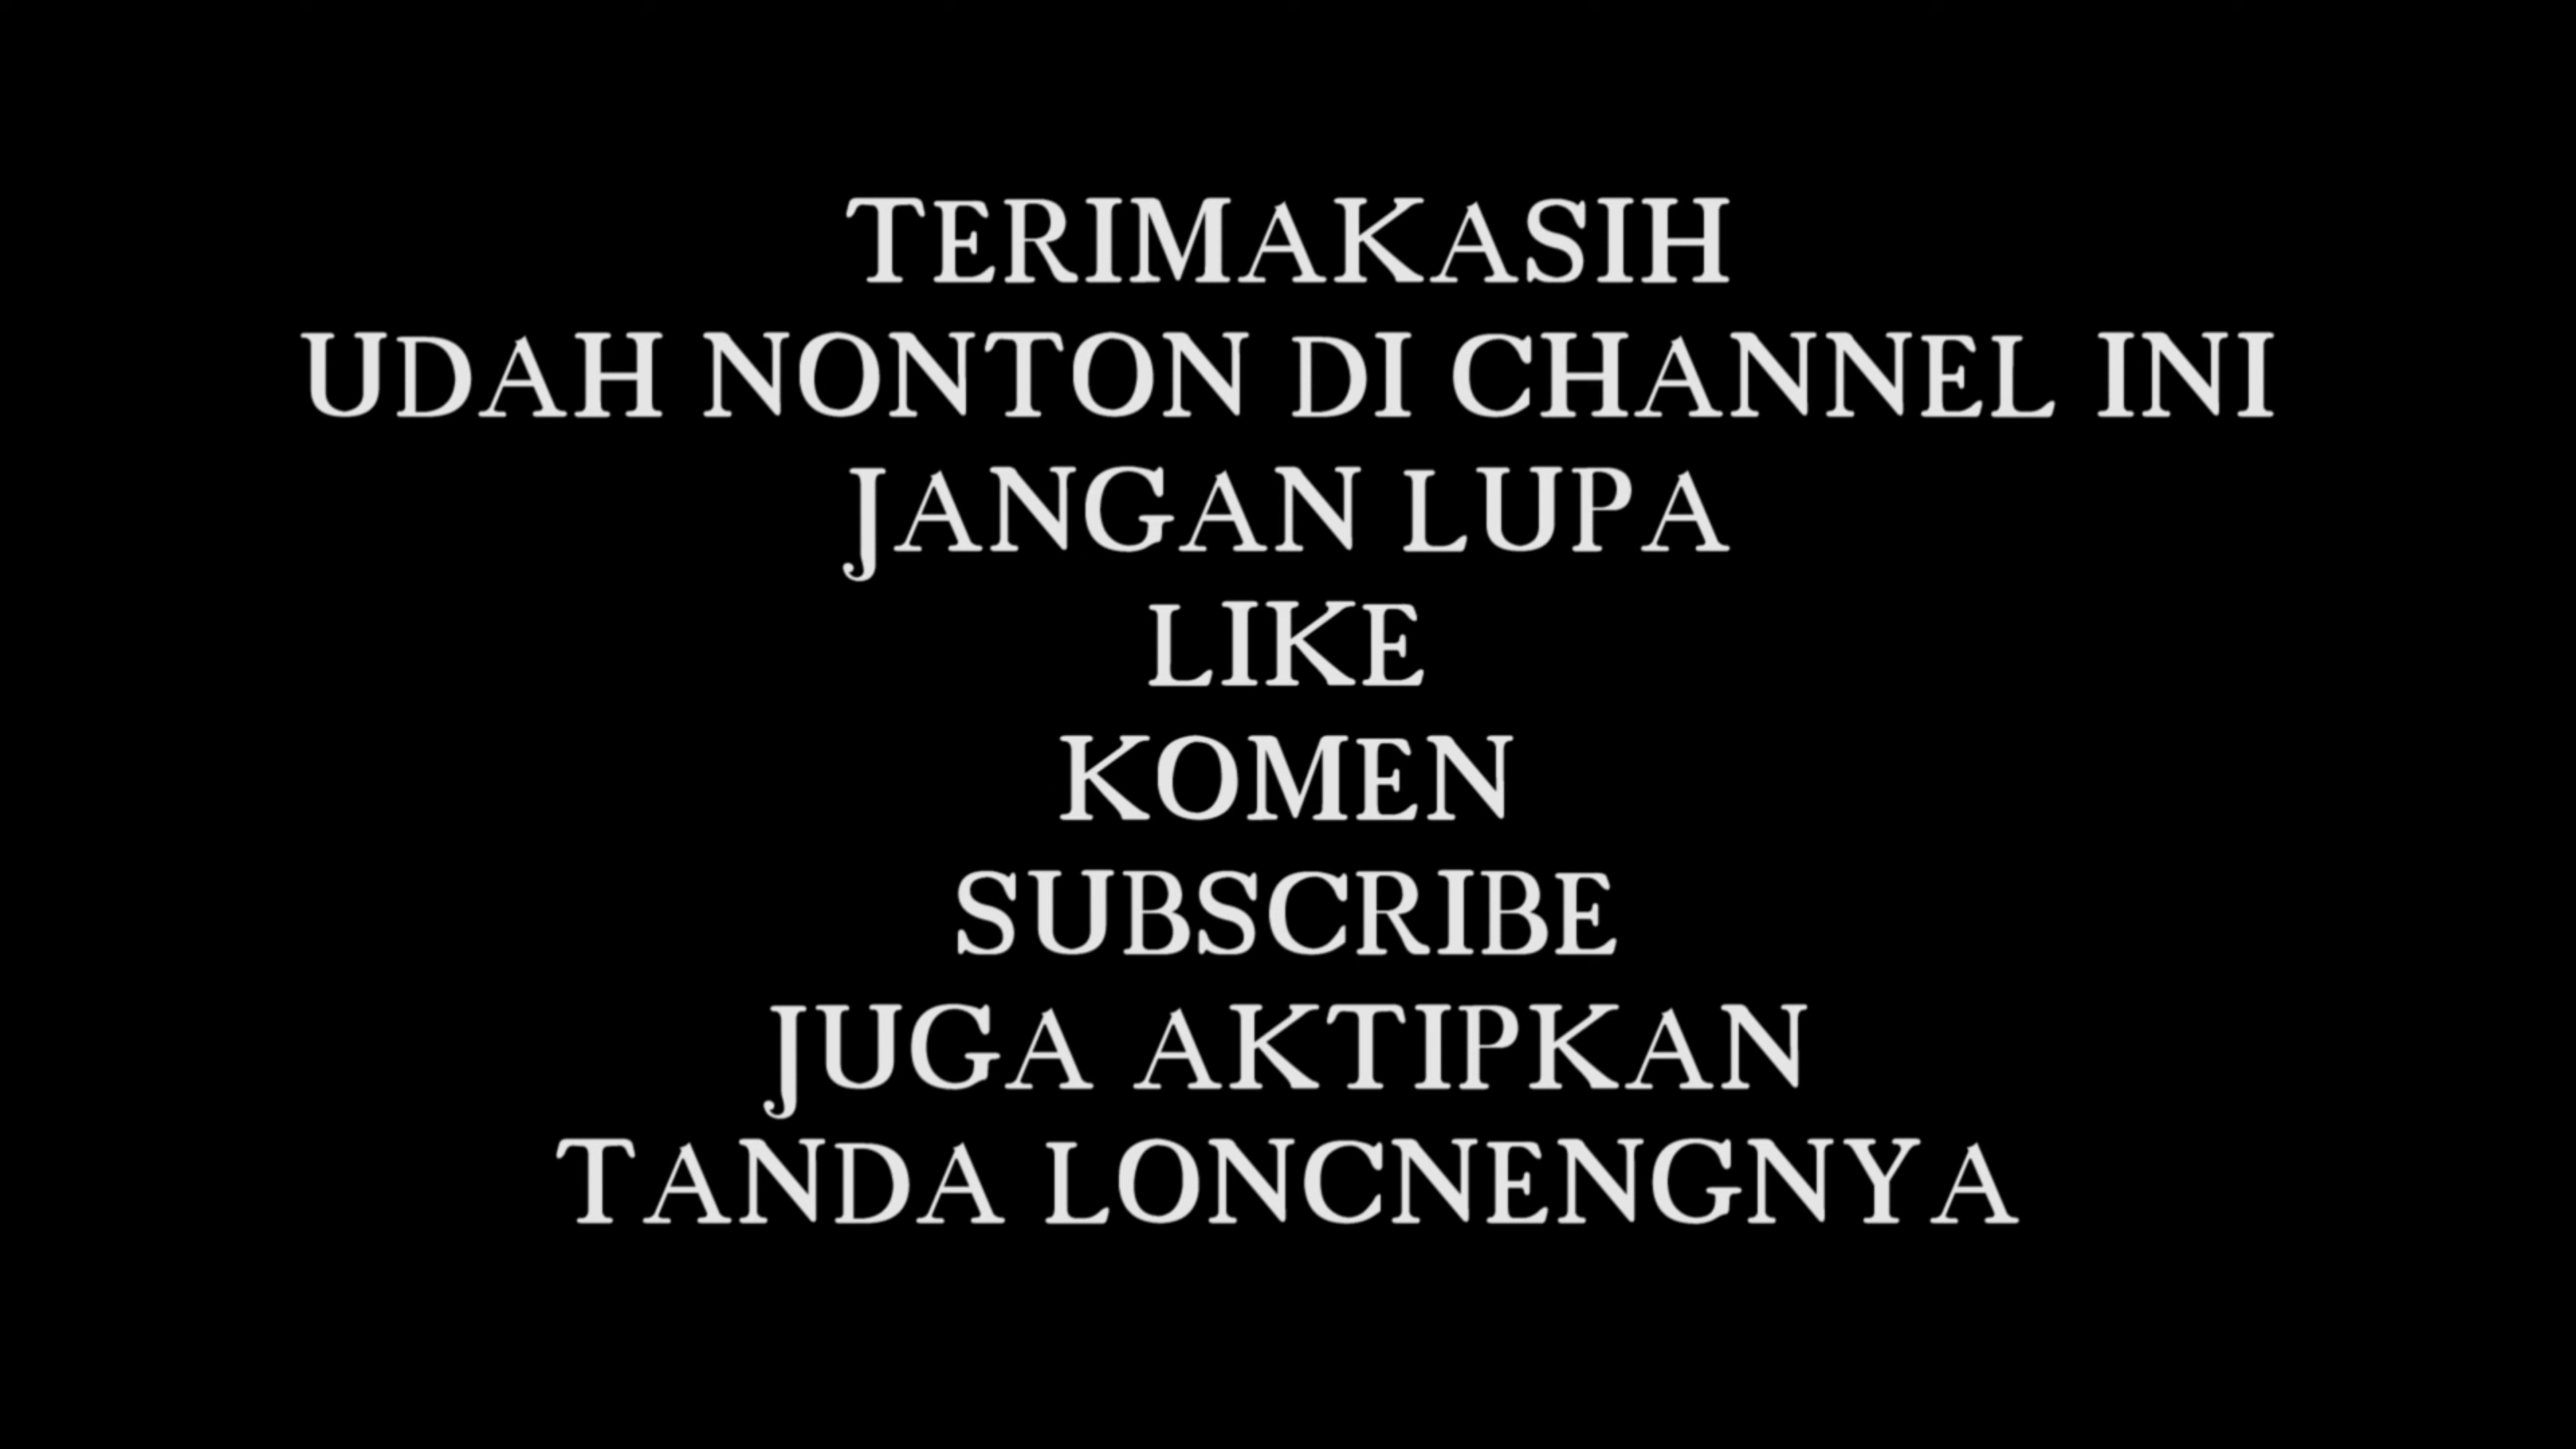 TERIMAKASIH
UDAH NONTON DI CHANNEL INI
JANGAN LUPA
LIKE
KOMEN
SUBSCRIBE
JUGA AKTIPKAN
TANDA LONCNENGNYA